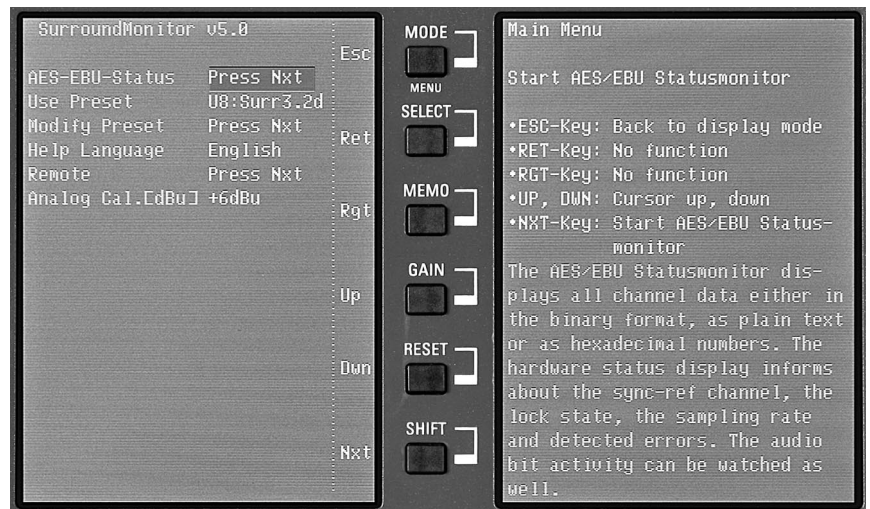 SurroundMonitor v5.0
AES-EBU-Status Press Nxt
Use Preset U8:Surr3.2d
Modify Preset Press Nxt
Help Language English
Remote Press Nxt
Analog Cal.[dBu] +6dBu
Esc
Ret
Rgt
Up
Dwn
Nxt
MODE
MENU
SELECT
MEMO
GAIN
RESET
SHIFT
Main Menu
Start AES/EBU Statusmonitor
•ESC-Key: Back to display mode
•RET-Key: No function
•RGT-Key: No function
•UP, DWN: Cursor up, down
•NXT-Key: Start AES/EBU Status-
monitor
The AES/EBU Statusmonitor dis-
plays all channel data either in
the binary format, as plain text
or as hexadecimal numbers. The
hardware status display informs
about the sync-ref channel, the
lock state, the sampling rate
and detected errors. The audio
bit activity can be watched as
well.